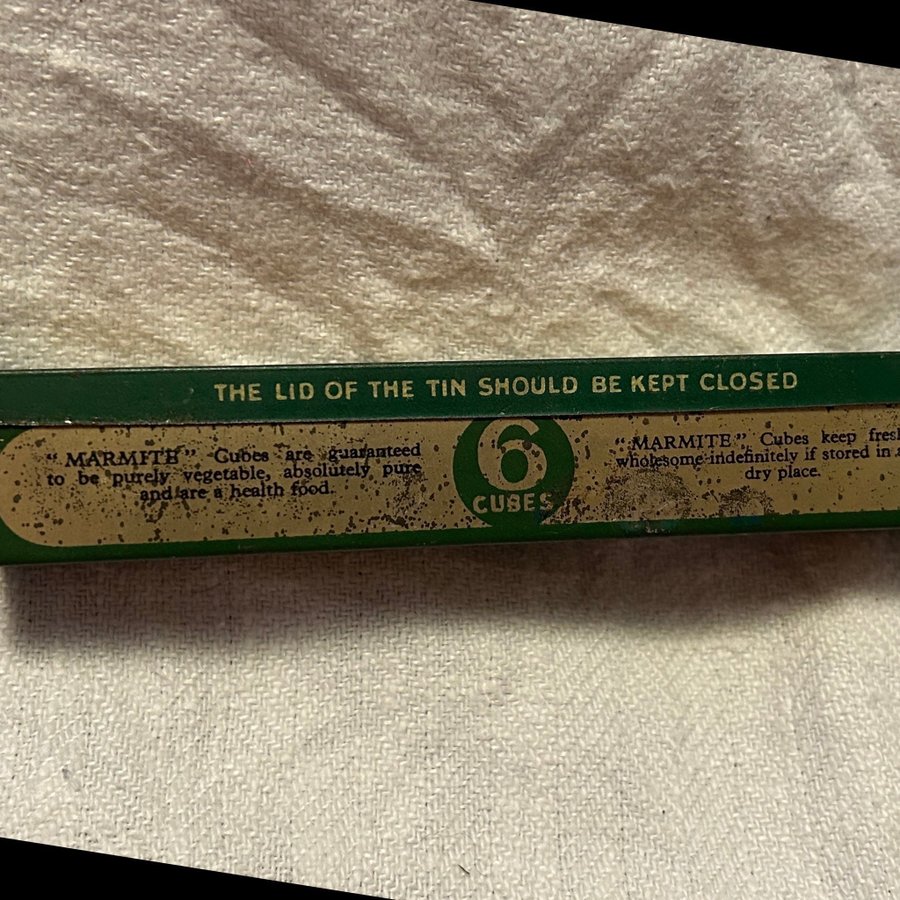 THE LID OF THE TIN SHOULD BE KEPT CLOSED
"MARMITE" Cubes are guaranteed
to be purely vegetable, absolutely pure
and are a health food.
6
CUBES
"MARMITE" Cubes keep fresh
wholesome indefinitely if stored in a
dry place.